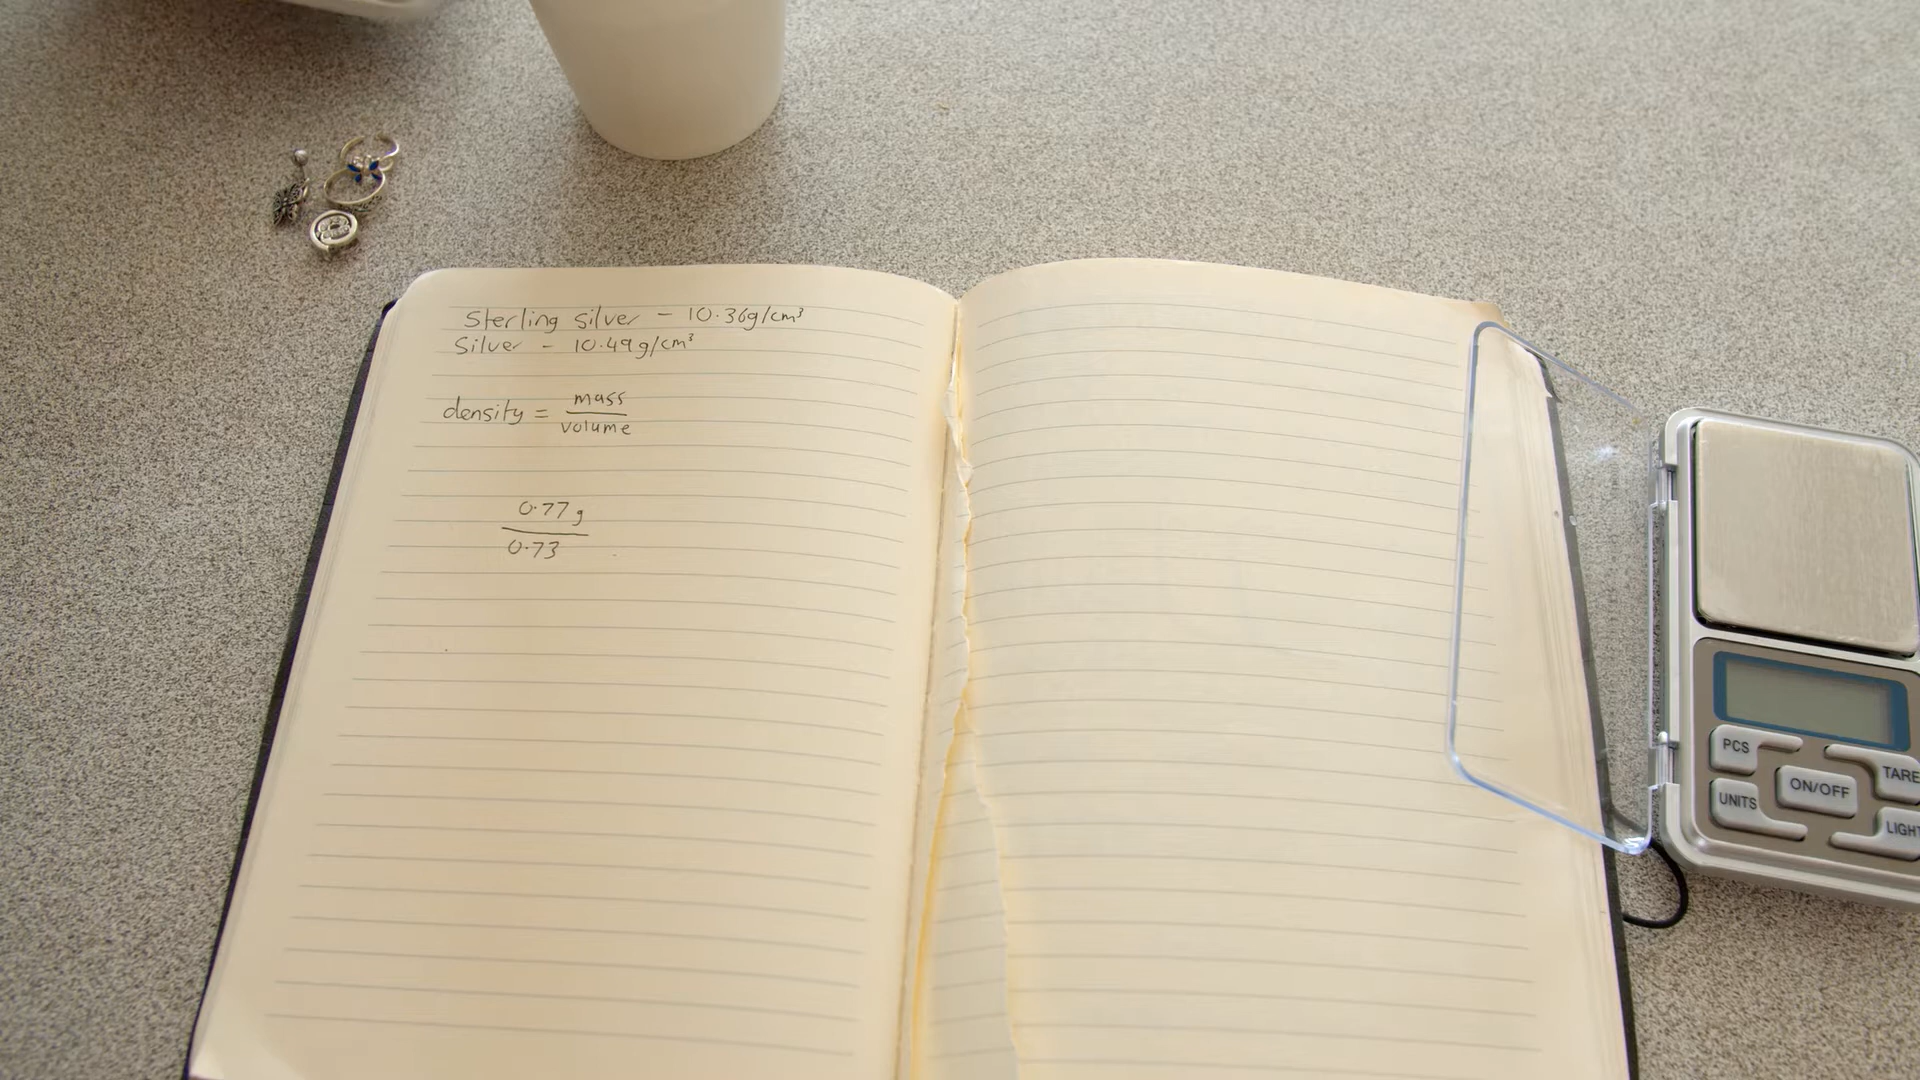 Sterling silver - 10.36g/cm³
Silver - 10.49g/cm³
density = mass
volume
0.77g
0.73
PCS
TARE
ON/OFF
UNITS
LIGHT